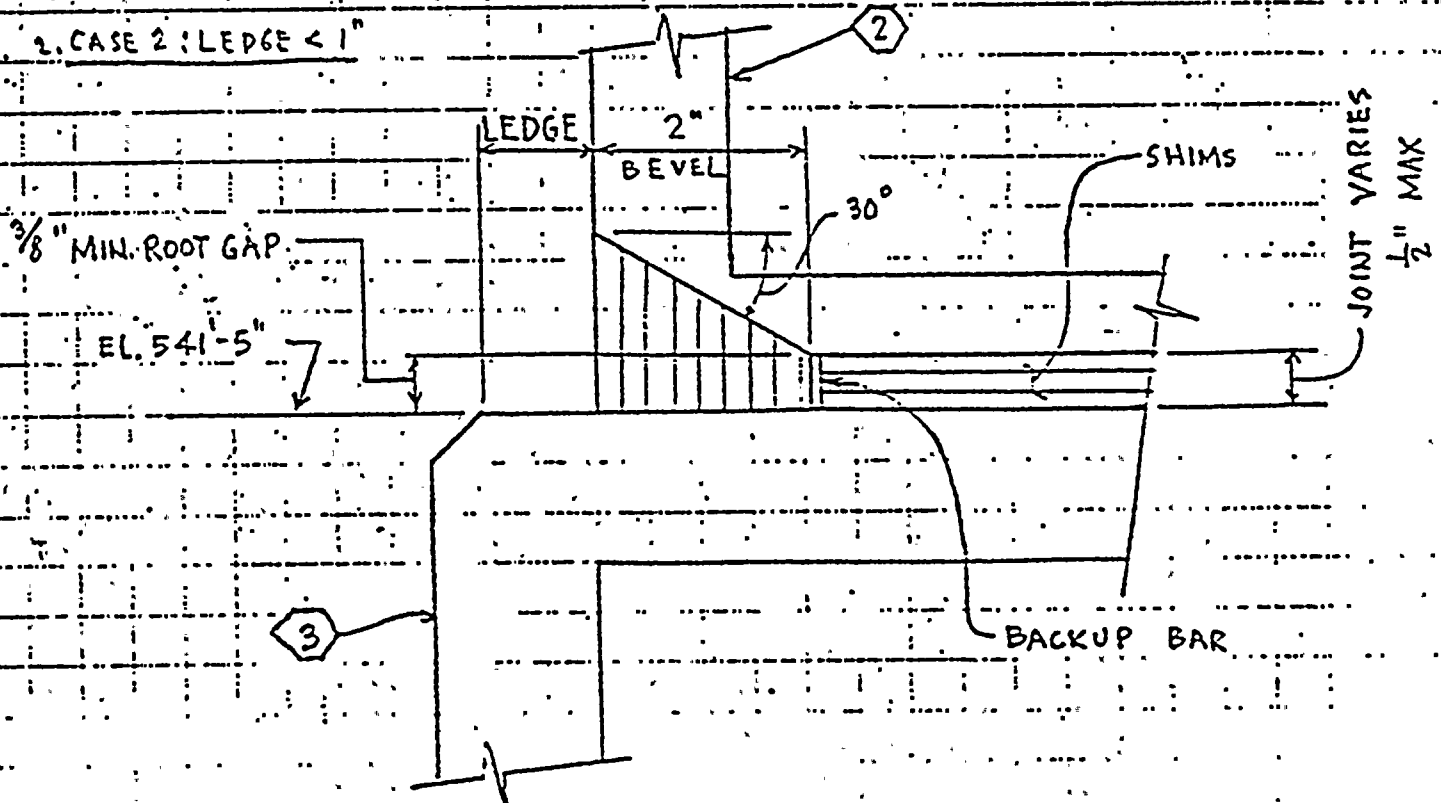 2. CASE 2 : LEDGE < 1"
2
LEDGE
2"
BEVEL
SHIMS
30°
3/8" MIN. ROOT GAP
JOINT VARIES
1/2" MAX
EL. 541'-5"
3
BACKUP BAR